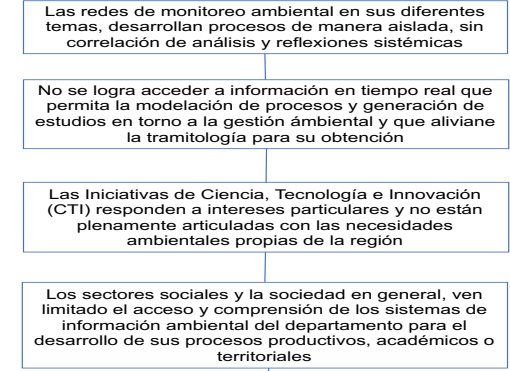 Las redes de monitoreo ambiental en sus diferentes
temas, desarrollan procesos de manera aislada, sin
correlación de análisis y reflexiones sistémicas
No se logra acceder a información en tiempo real que
permita la modelación de procesos y generación de
estudios en torno a la gestión ámbiental y que aliviane
la tramitología para su obtención
Las Iniciativas de Ciencia, Tecnología e Innovación
(CTI) responden a intereses particulares y no están
plenamente articuladas con las necesidades
ambientales propias de la región
Los sectores sociales y la sociedad en general, ven
limitado el acceso y comprensión de los sistemas de
información ambiental del departamento para el
desarrollo de sus procesos productivos, académicos o
territoriales